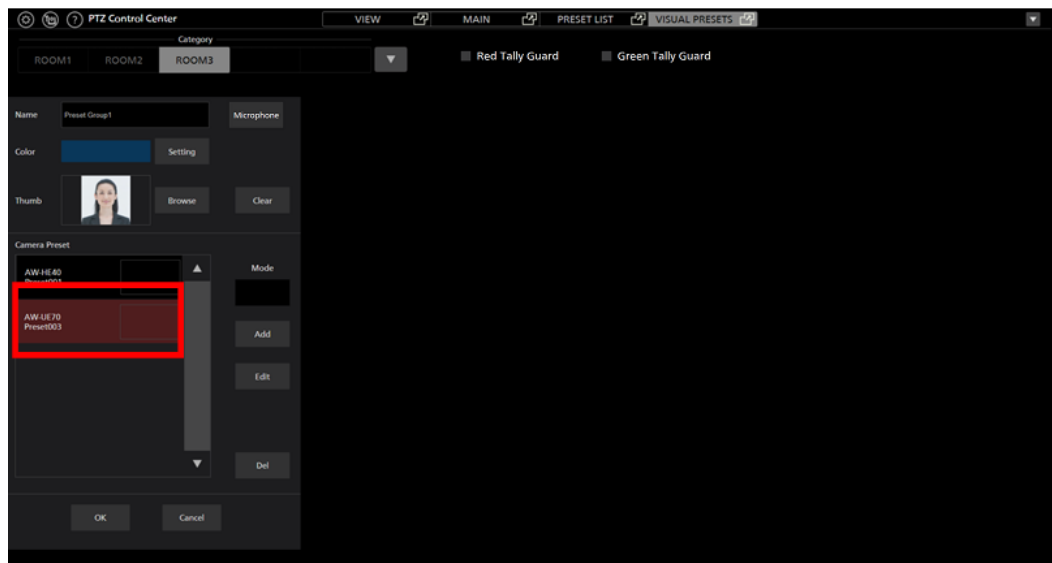 ? PTZ Control Center VIEW MAIN PRESET LIST VISUAL PRESETS
Category
ROOM1 ROOM2 ROOM3
Red Tally Guard Green Tally Guard
Name Preset Group1 Microphone
Color Setting
Thumb Browse Clear
Camera Preset
AW-HE40 Mode
AW-UE70
Preset003 Add
Edit
Del
OK Cancel